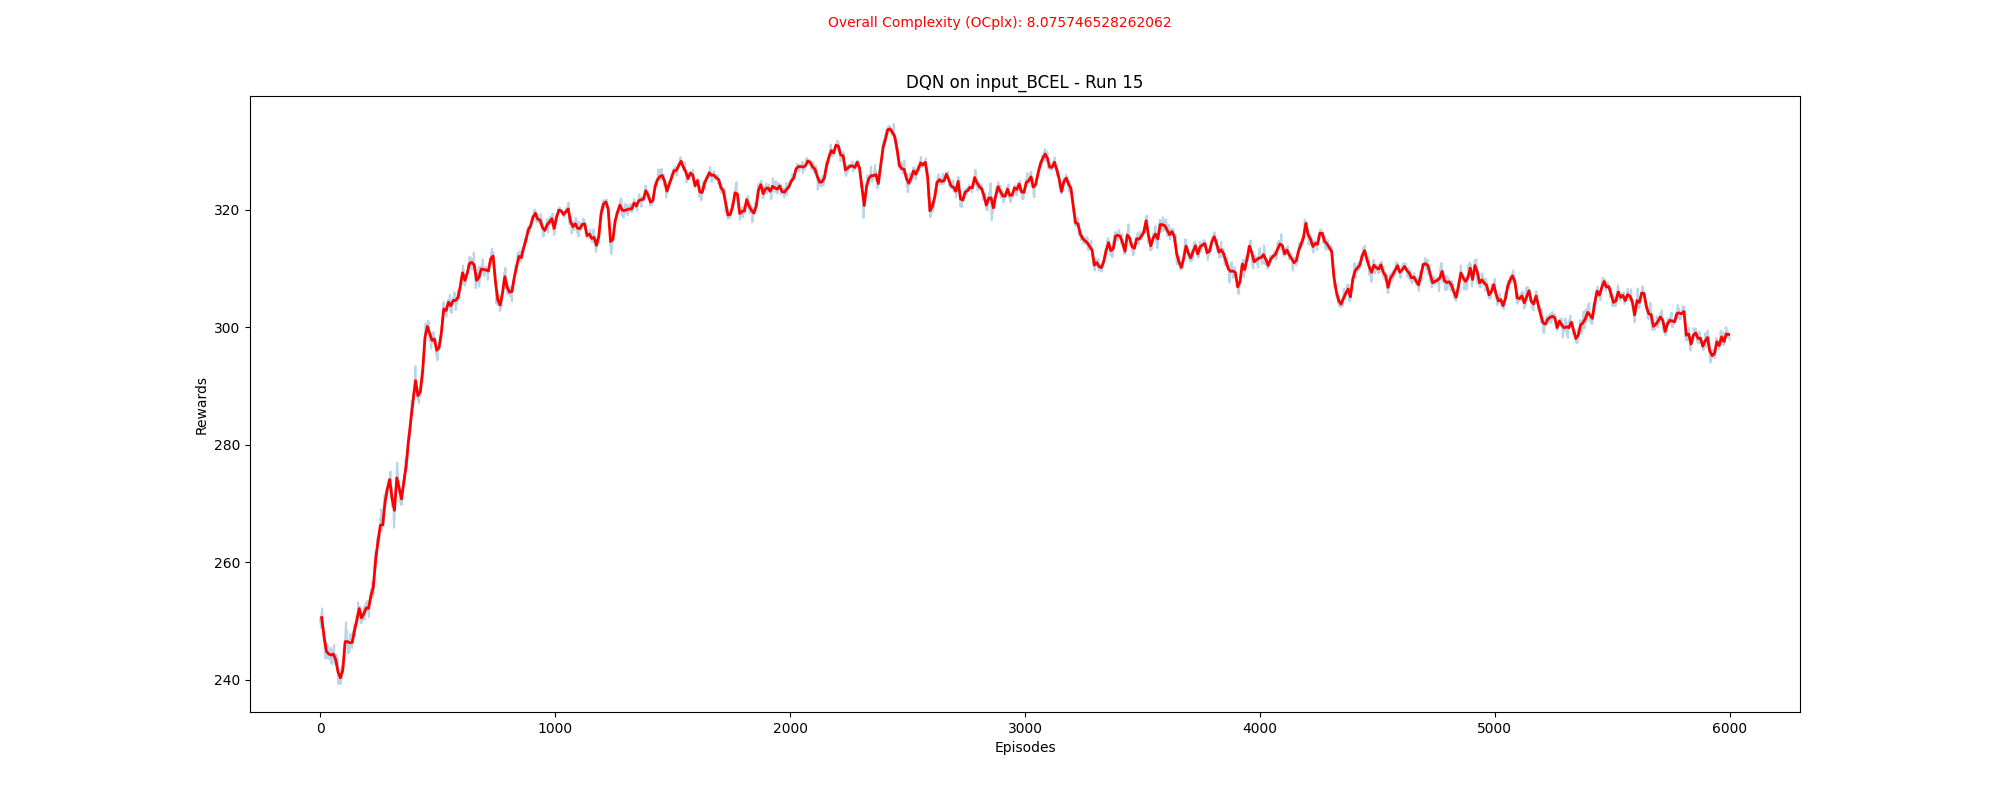 Overall Complexity (OCplx): 8.075746528262062
DQN on input_BCEL - Run 15
Rewards
320
300
280
260
240
0 1000 2000 3000 4000 5000 6000
Episodes